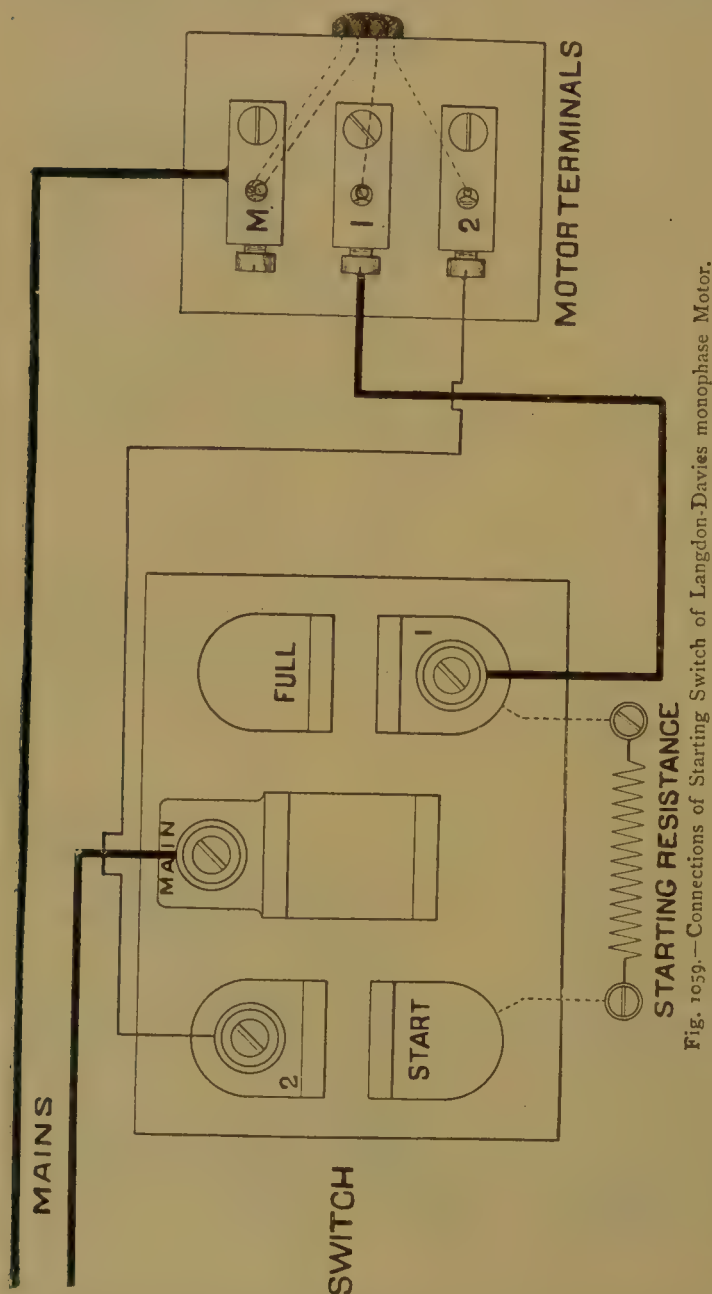 MAINS
SWITCH
MAIN
2
START
FULL
1
STARTING RESISTANCE
M
1
2
MOTOR TERMINALS
Fig. 1059.—Connections of Starting Switch of Langdon-Davies monophase Motor.